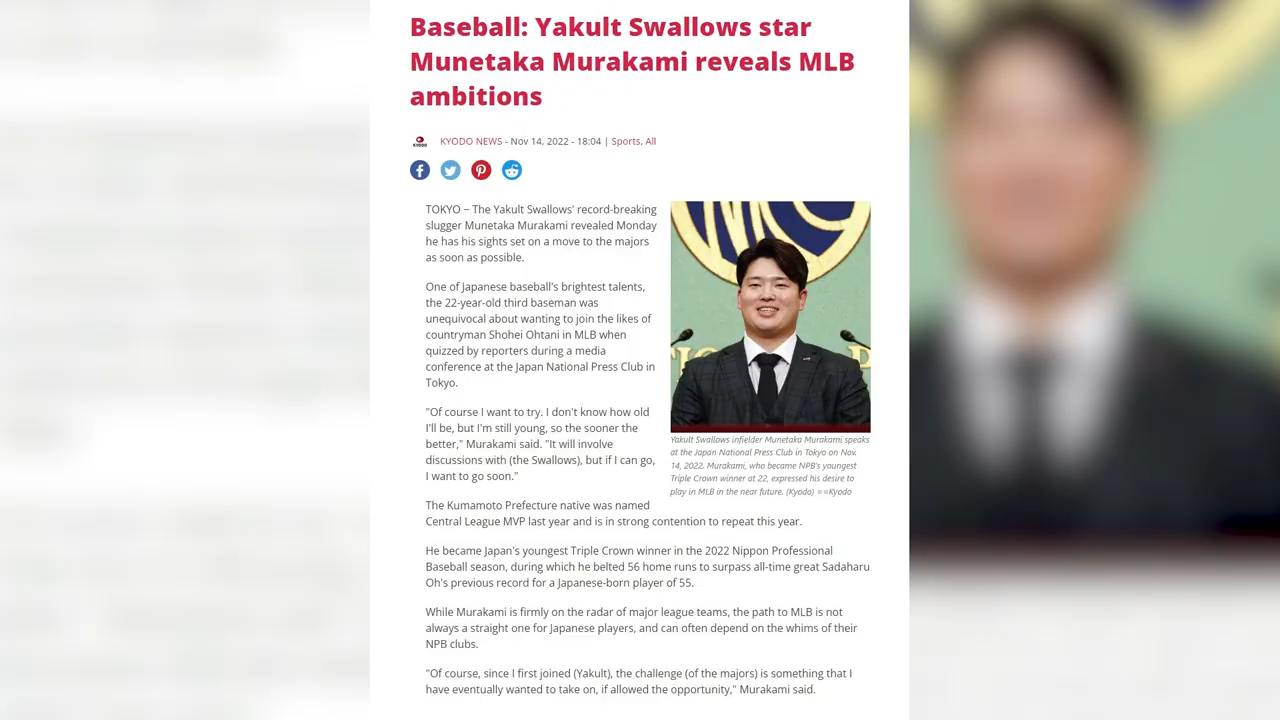 Baseball: Yakult Swallows star
Munetaka Murakami reveals MLB
ambitions
KYODO NEWS - Nov 14, 2022 - 18:04 | Sports, All
TOKYO – The Yakult Swallows' record-breaking
slugger Munetaka Murakami revealed Monday
he has his sights set on a move to the majors
as soon as possible.
One of Japanese baseball's brightest talents,
the 22-year-old third baseman was
unequivocal about wanting to join the likes of
countryman Shohei Ohtani in MLB when
quizzed by reporters during a media
conference at the Japan National Press Club in
Tokyo.
"Of course I want to try. I don't know how old
I'll be, but I'm still young, so the sooner the
better," Murakami said. "It will involve
discussions with (the Swallows), but if I can go,
I want to go soon."
Yakult Swallows infielder Munetaka Murakami speaks
at the Japan National Press Club in Tokyo on Nov.
14, 2022. Murakami, who became NPB's youngest
Triple Crown winner at 22, expressed his desire to
play in MLB in the near future. (Kyodo) ==Kyodo
The Kumamoto Prefecture native was named
Central League MVP last year and is in strong contention to repeat this year.
He became Japan's youngest Triple Crown winner in the 2022 Nippon Professional
Baseball season, during which he belted 56 home runs to surpass all-time great Sadaharu
Oh's previous record for a Japanese-born player of 55.
While Murakami is firmly on the radar of major league teams, the path to MLB is not
always a straight one for Japanese players, and can often depend on the whims of their
NPB clubs.
"Of course, since I first joined (Yakult), the challenge (of the majors) is something that I
have eventually wanted to take on, if allowed the opportunity," Murakami said.